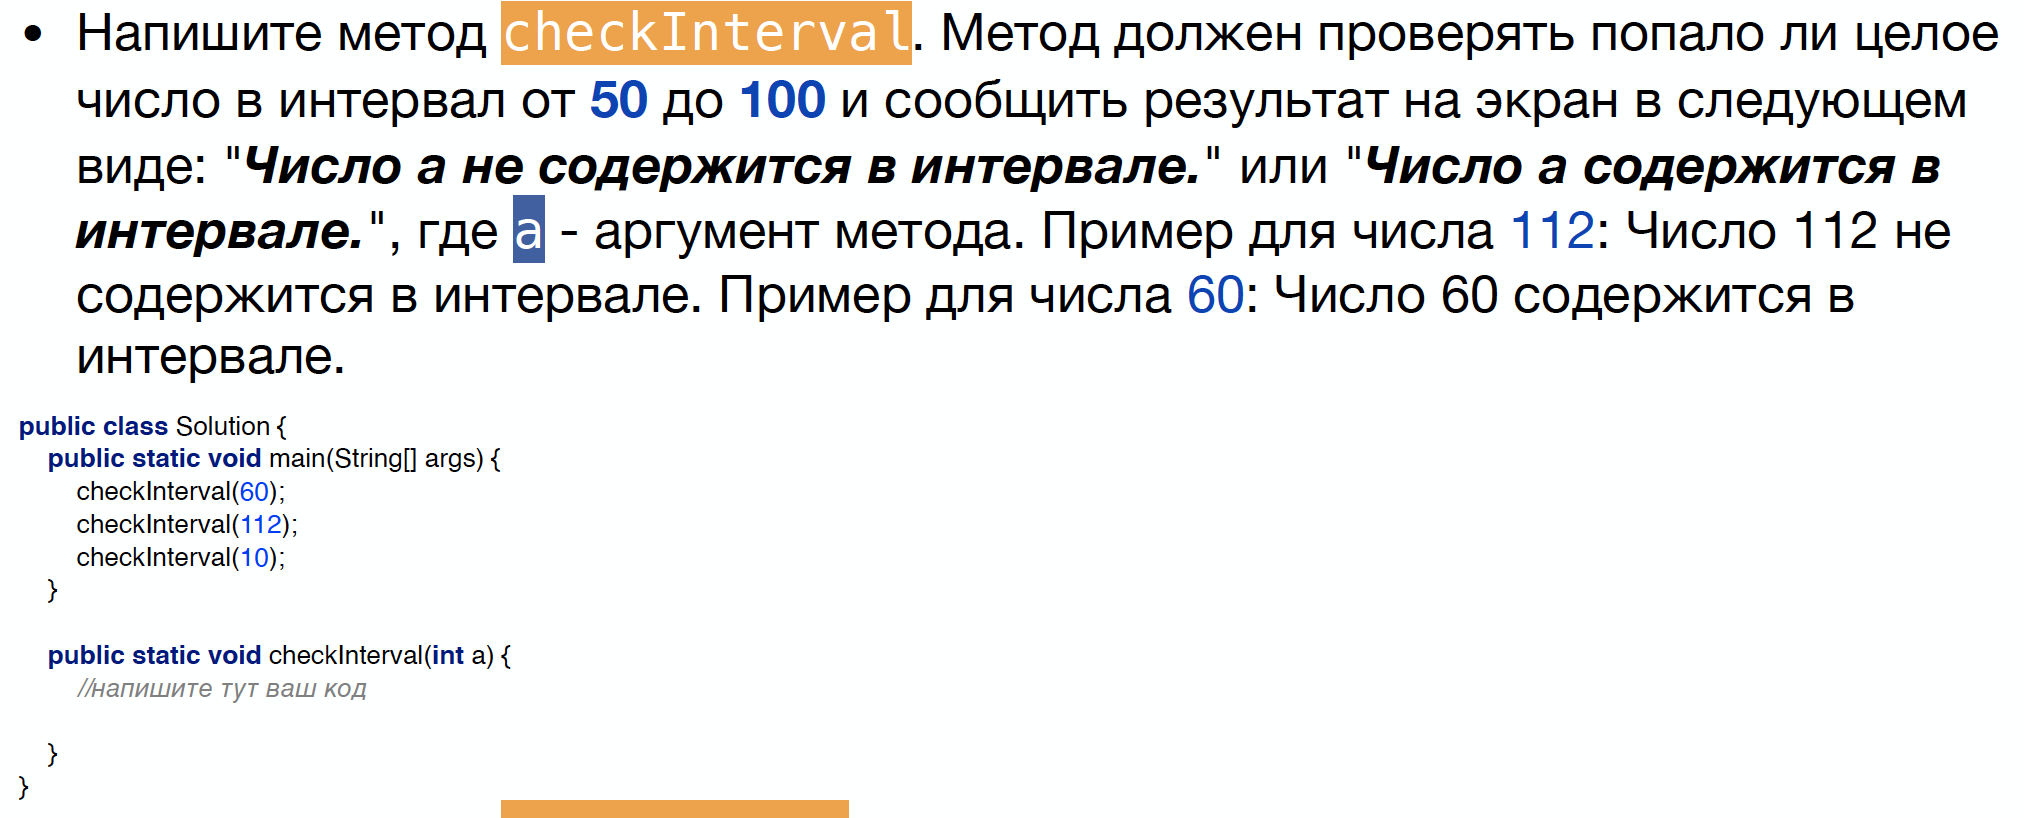 • Напишите метод checkInterval. Метод должен проверять попало ли целое
число в интервал от 50 до 100 и сообщить результат на экран в следующем
виде: "Число а не содержится в интервале." или "Число а содержится в
интервале.", где a - аргумент метода. Пример для числа 112: Число 112 не
содержится в интервале. Пример для числа 60: Число 60 содержится в
интервале.
public class Solution {
public static void main(String[] args) {
checkInterval(60);
checkInterval(112);
checkInterval(10);
}
public static void checkInterval(int a) {
//напишите тут ваш код
}
}